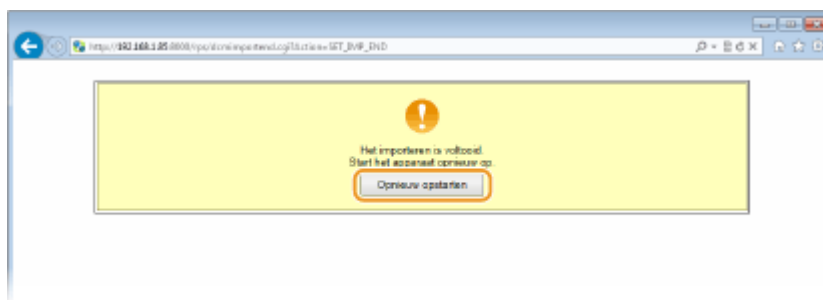 Het importeren is voltooid.
Start het apparaat opnieuw op.
Opnieuw opstarten